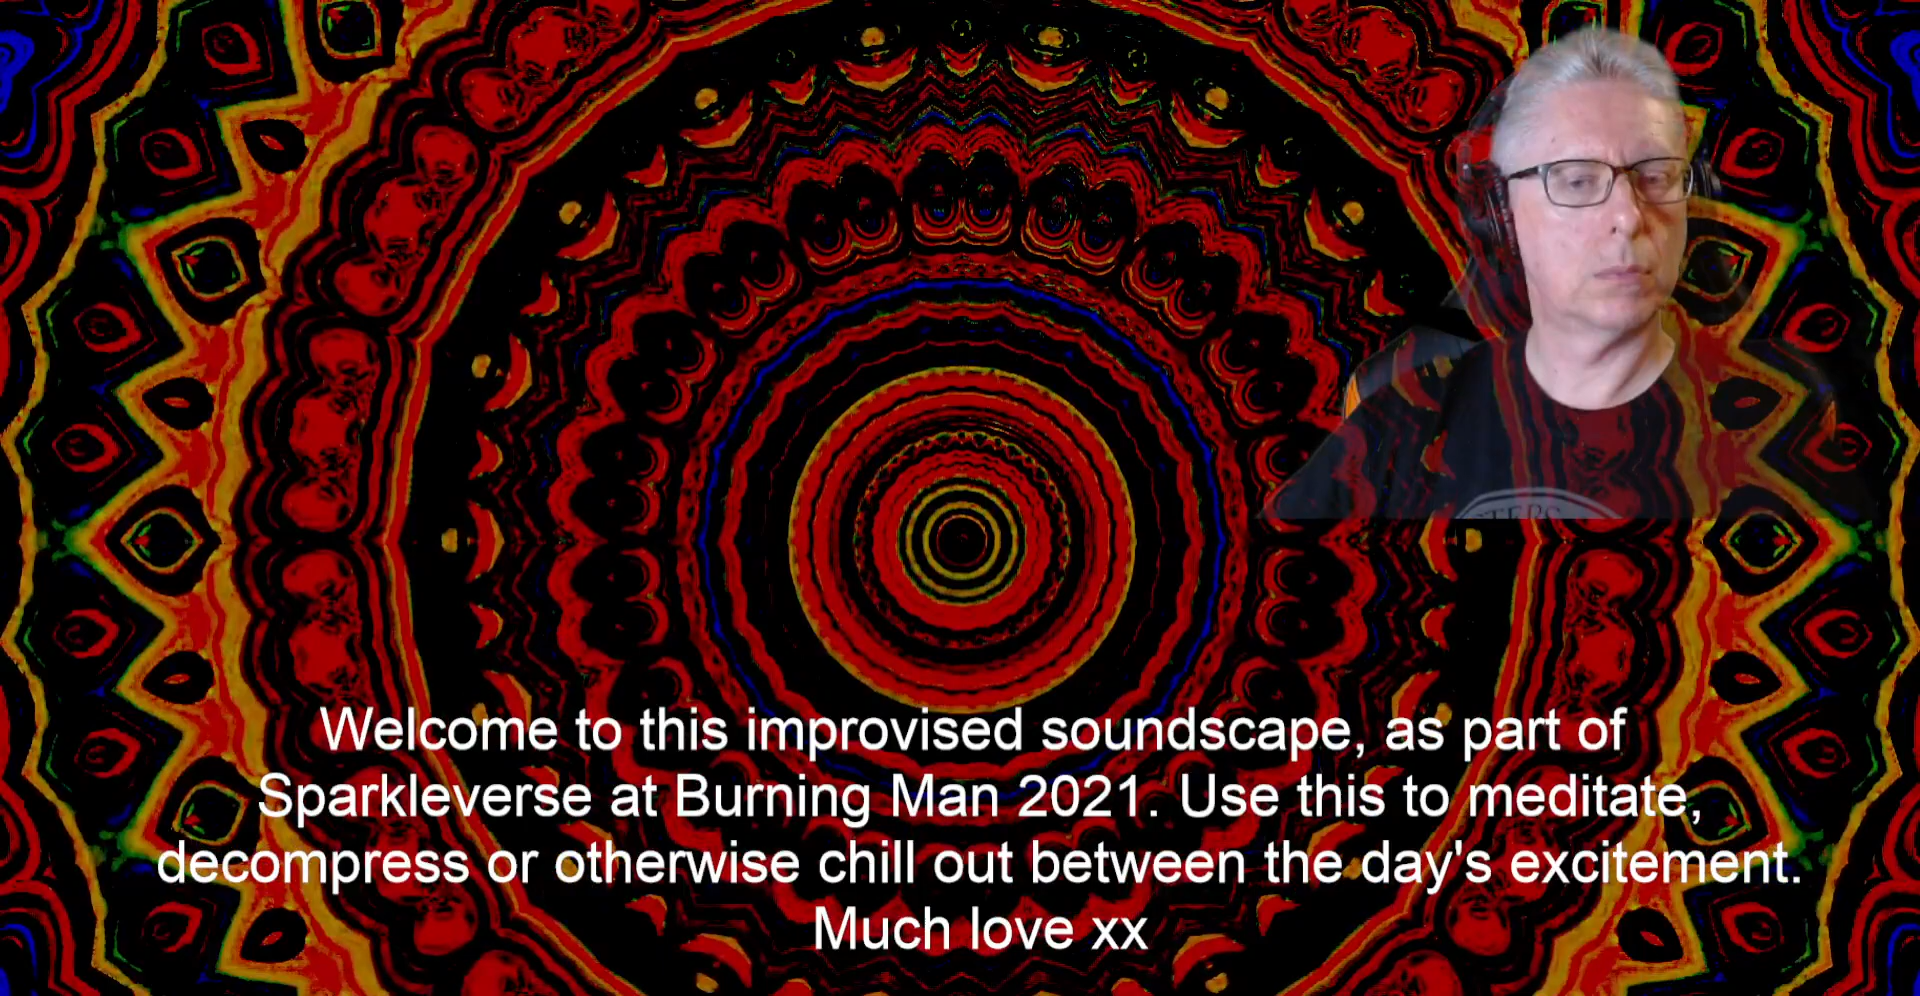 Welcome to this improvised soundscape, as part of
Sparkleverse at Burning Man 2021. Use this to meditate,
decompress or otherwise chill out between the day's excitement.
Much love xx